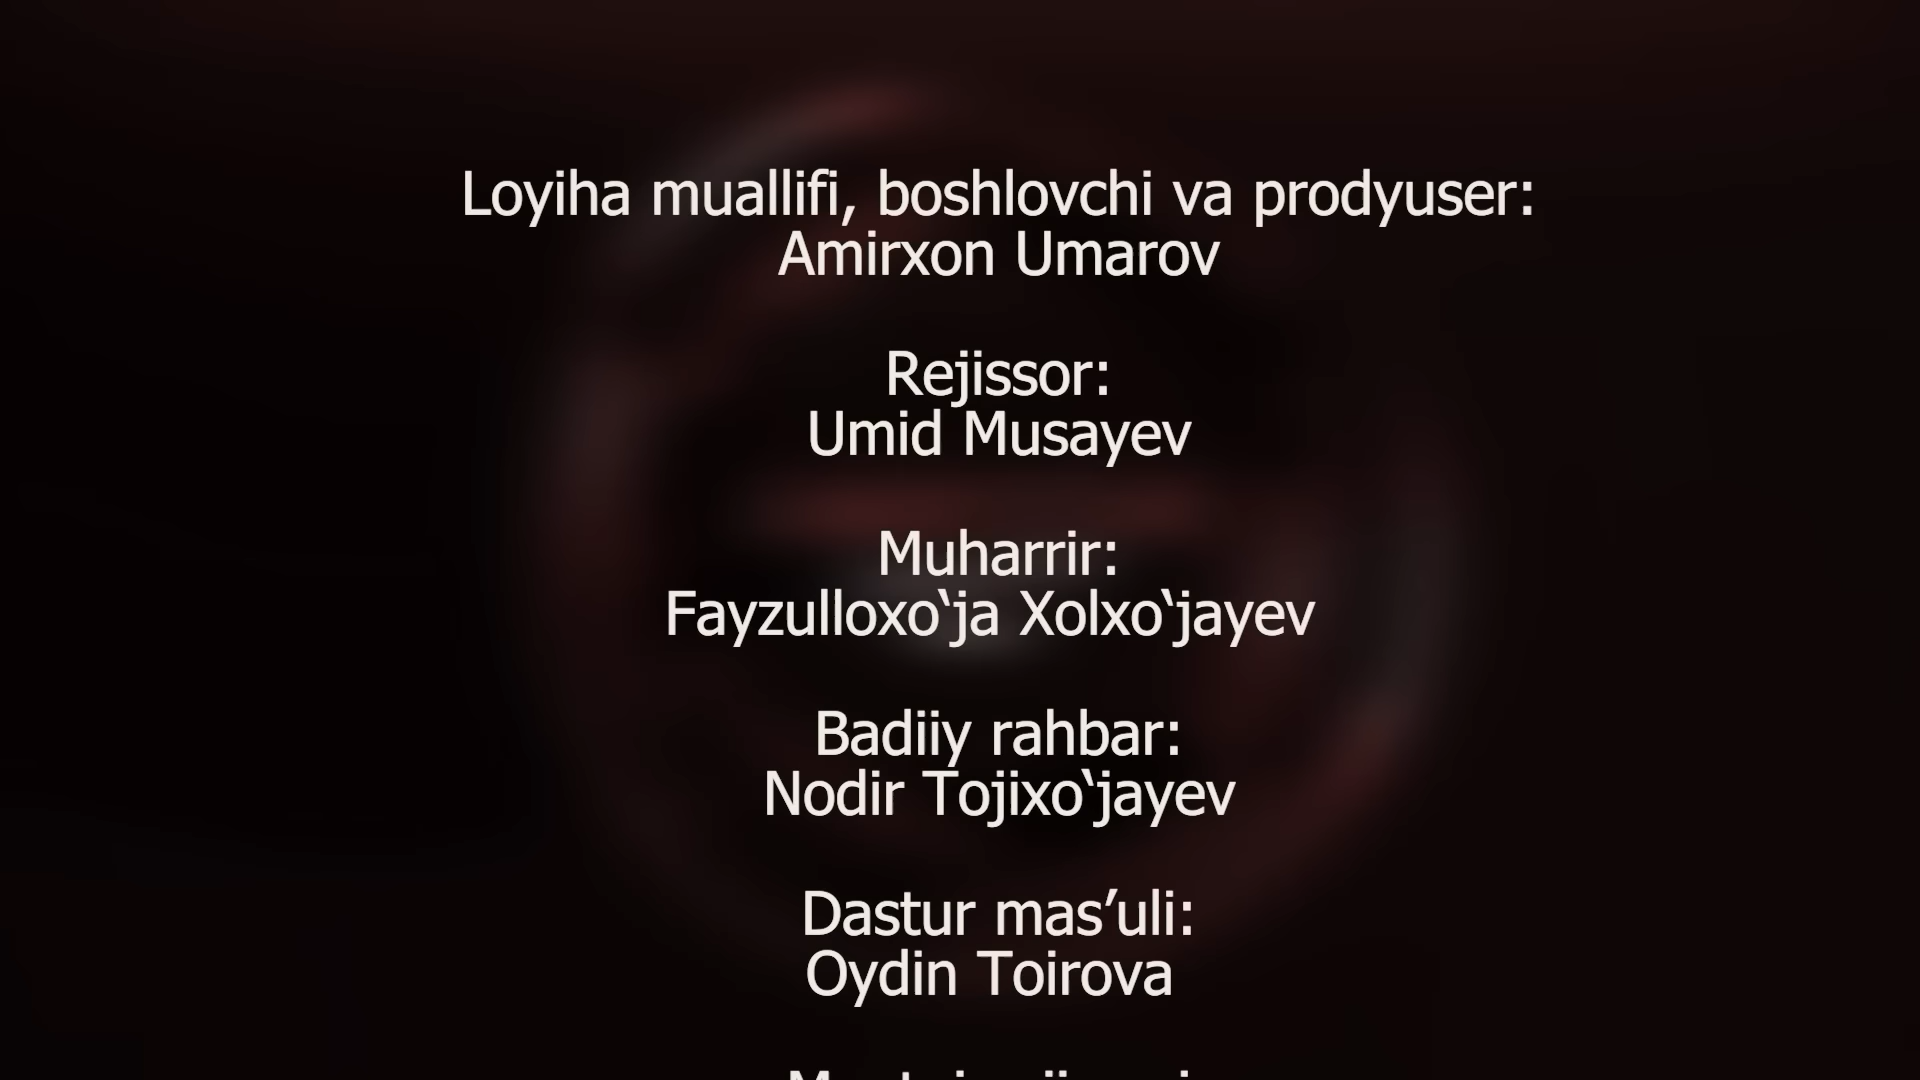 Loyiha muallifi, boshlovchi va prodyuser:
Amirxon Umarov
Rejissor:
Umid Musayev
Muharrir:
Fayzulloxo‘ja Xolxo‘jayev
Badiiy rahbar:
Nodir Tojixo‘jayev
Dastur mas’uli:
Oydin Toirova